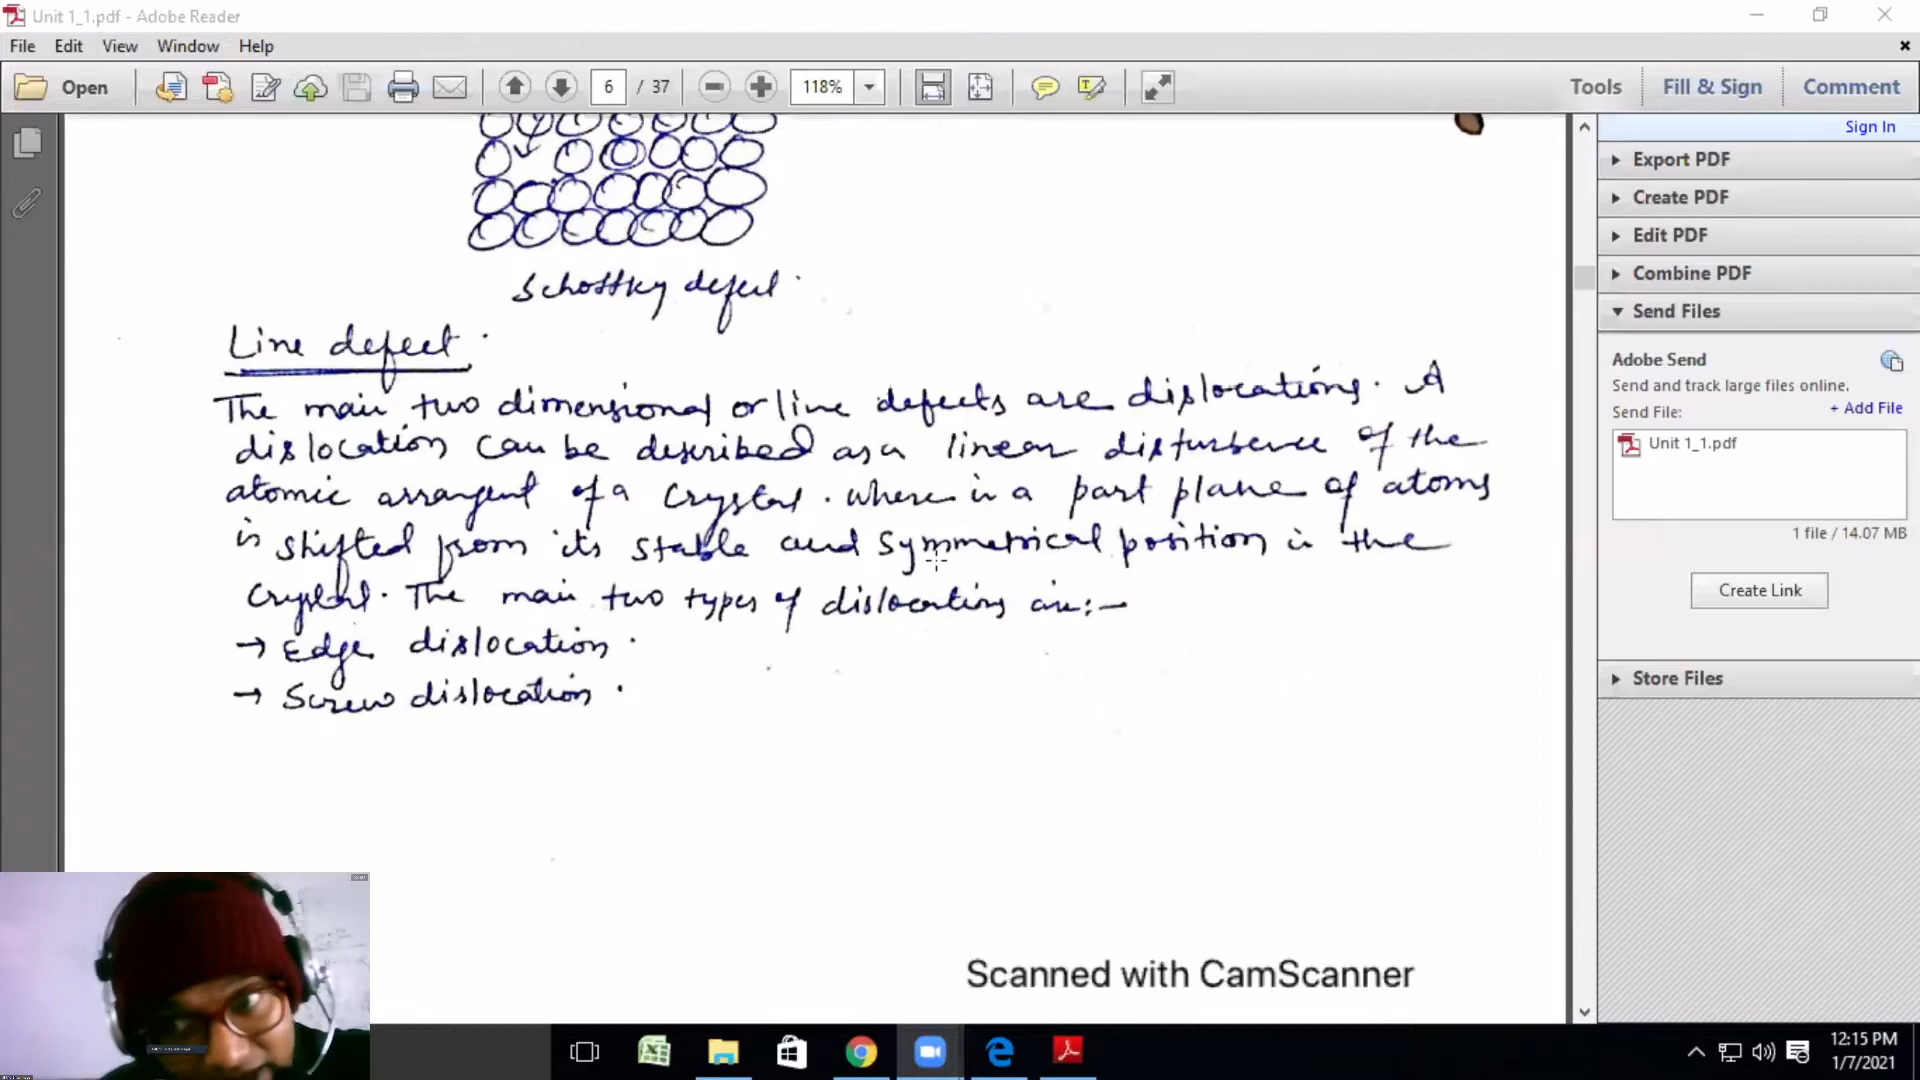 Unit 1_1.pdf - Adobe Reader
File Edit View Window Help
Open 6 / 37 118% Tools Fill & Sign Comment
Sign In
Export PDF
Create PDF
Edit PDF
Combine PDF
Send Files
Adobe Send
Send and track large files online.
Send File: + Add File
Unit 1_1.pdf
1 file / 14.07 MB
Create Link
Store Files
Schottky defect.
Line defect.
The main two dimensional or line defects are dislocations. A
dislocation can be described as a linear disturbence of the
atomic arrangent of a crystal. where in a part plane of atoms
is shifted from its stable and symmetrical position in the
crystal. The main two types of dislocations are:-
→ Edge dislocation.
→ Screw dislocation.
Scanned with CamScanner
12:15 PM
1/7/2021